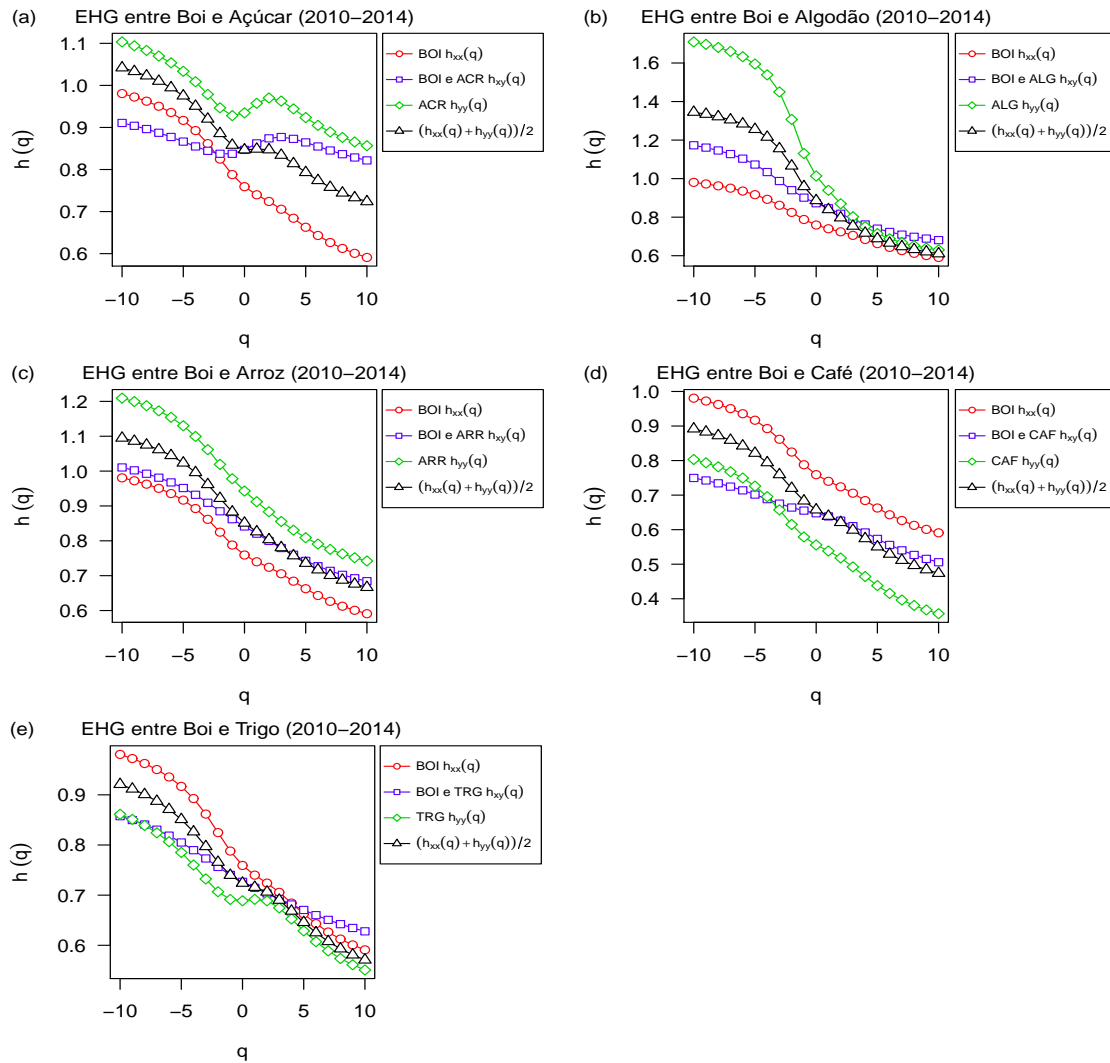 (a) EHG entre Boi e Açúcar (2010−2014)
1.1
1.0
0.9
0.8
0.7
0.6
h (q)
−10 −5 0 5 10
q
BOI hxx(q)
BOI e ACR hxy(q)
ACR hyy(q)
(hxx(q) + hyy(q))/2
(b) EHG entre Boi e Algodão (2010−2014)
1.6
1.4
1.2
1.0
0.8
0.6
h (q)
−10 −5 0 5 10
q
BOI hxx(q)
BOI e ALG hxy(q)
ALG hyy(q)
(hxx(q) + hyy(q))/2
(c) EHG entre Boi e Arroz (2010−2014)
1.2
1.1
1.0
0.9
0.8
0.7
0.6
h (q)
−10 −5 0 5 10
q
BOI hxx(q)
BOI e ARR hxy(q)
ARR hyy(q)
(hxx(q) + hyy(q))/2
(d) EHG entre Boi e Café (2010−2014)
1.0
0.9
0.8
0.7
0.6
0.5
0.4
h (q)
−10 −5 0 5 10
q
BOI hxx(q)
BOI e CAF hxy(q)
CAF hyy(q)
(hxx(q) + hyy(q))/2
(e) EHG entre Boi e Trigo (2010−2014)
0.9
0.8
0.7
0.6
h (q)
−10 −5 0 5 10
q
BOI hxx(q)
BOI e TRG hxy(q)
TRG hyy(q)
(hxx(q) + hyy(q))/2